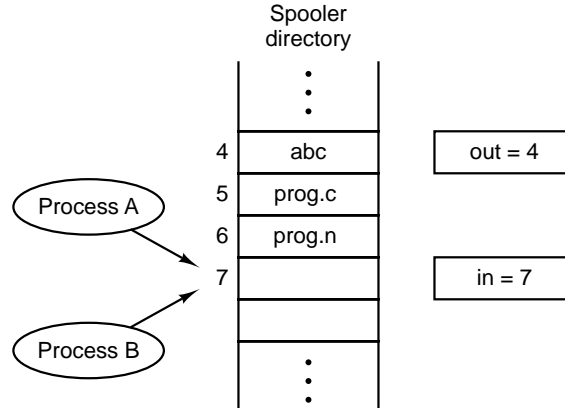 Spooler
directory
4 abc out = 4
5 prog.c
Process A
6 prog.n
7 in = 7
Process B